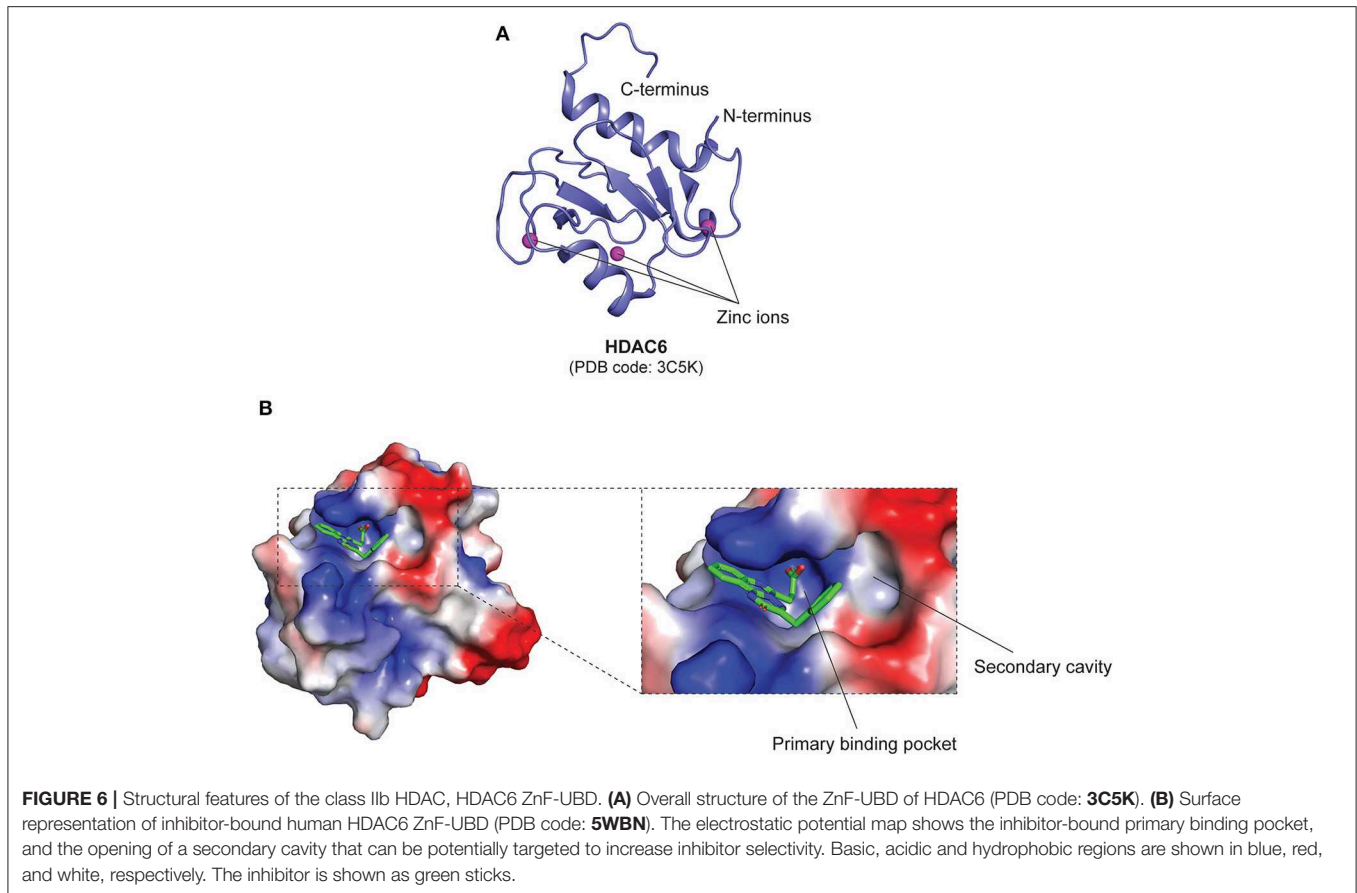 A
C-terminus
N-terminus
Zinc ions
HDAC6
(PDB code: 3C5K)
B
Secondary cavity
Primary binding pocket
FIGURE 6 | Structural features of the class IIb HDAC, HDAC6 ZnF-UBD. (A) Overall structure of the ZnF-UBD of HDAC6 (PDB code: 3C5K). (B) Surface
representation of inhibitor-bound human HDAC6 ZnF-UBD (PDB code: 5WBN). The electrostatic potential map shows the inhibitor-bound primary binding pocket,
and the opening of a secondary cavity that can be potentially targeted to increase inhibitor selectivity. Basic, acidic and hydrophobic regions are shown in blue, red,
and white, respectively. The inhibitor is shown as green sticks.